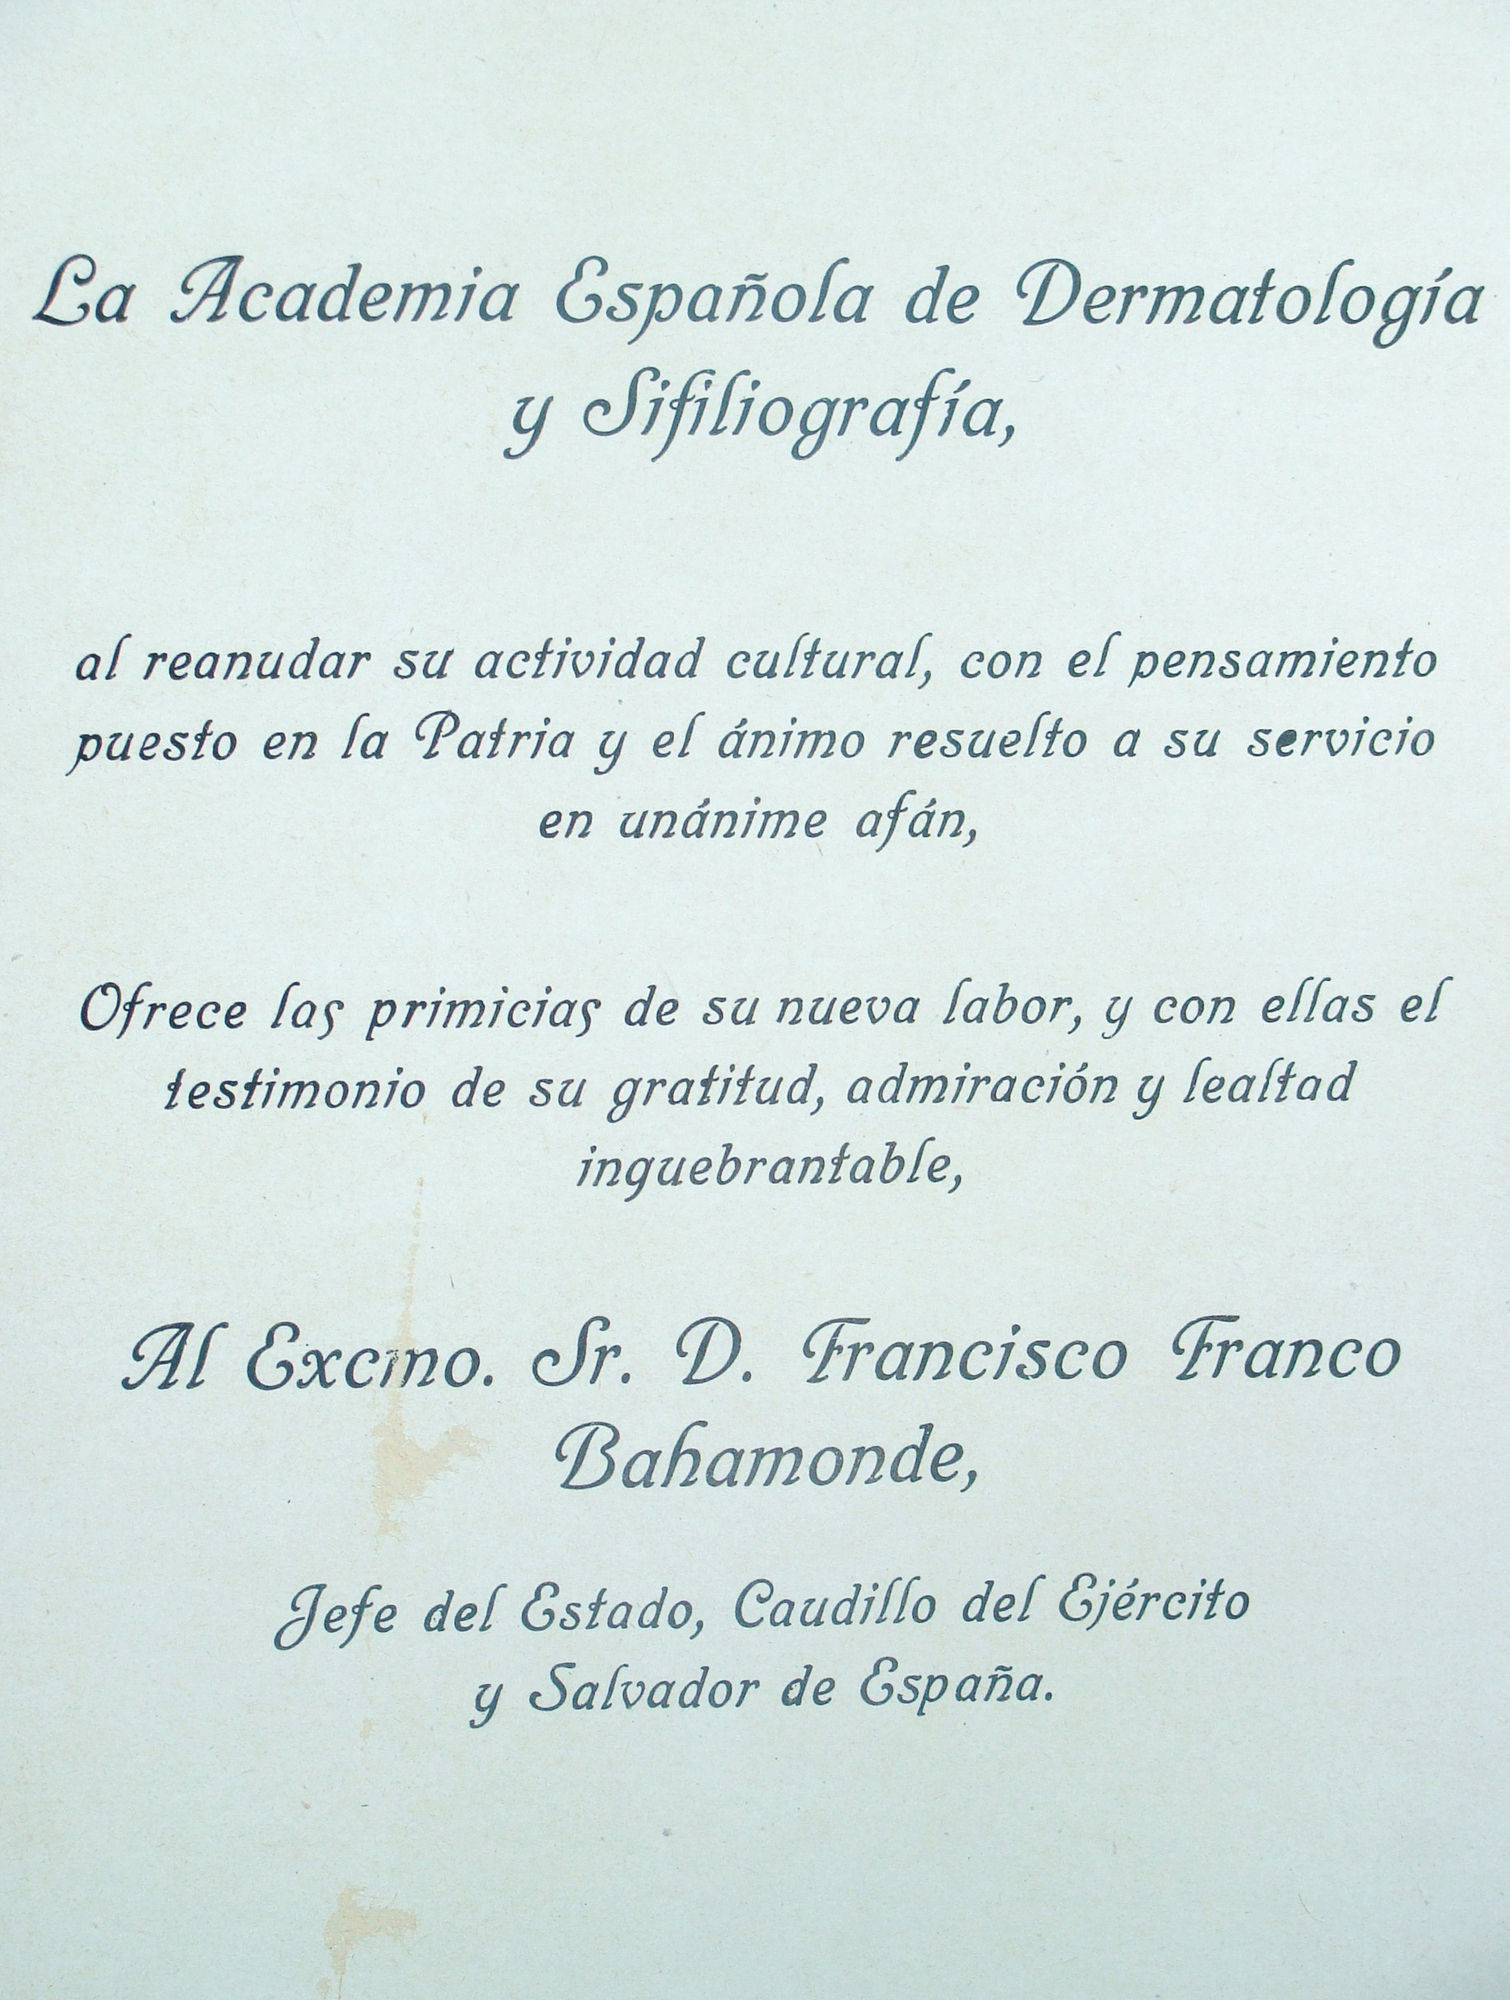 La Academia Española de Dermatología
y Sifiliografía,
al reanudar su actividad cultural, con el pensamiento
puesto en la Patria y el ánimo resuelto a su servicio
en unánime afán,
Ofrece las primicias de su nueva labor, y con ellas el
testimonio de su gratitud, admiración y lealtad
inquebrantable,
Al Excmo. Sr. D. Francisco Franco
Bahamonde,
Jefe del Estado, Caudillo del Ejército
y Salvador de España.